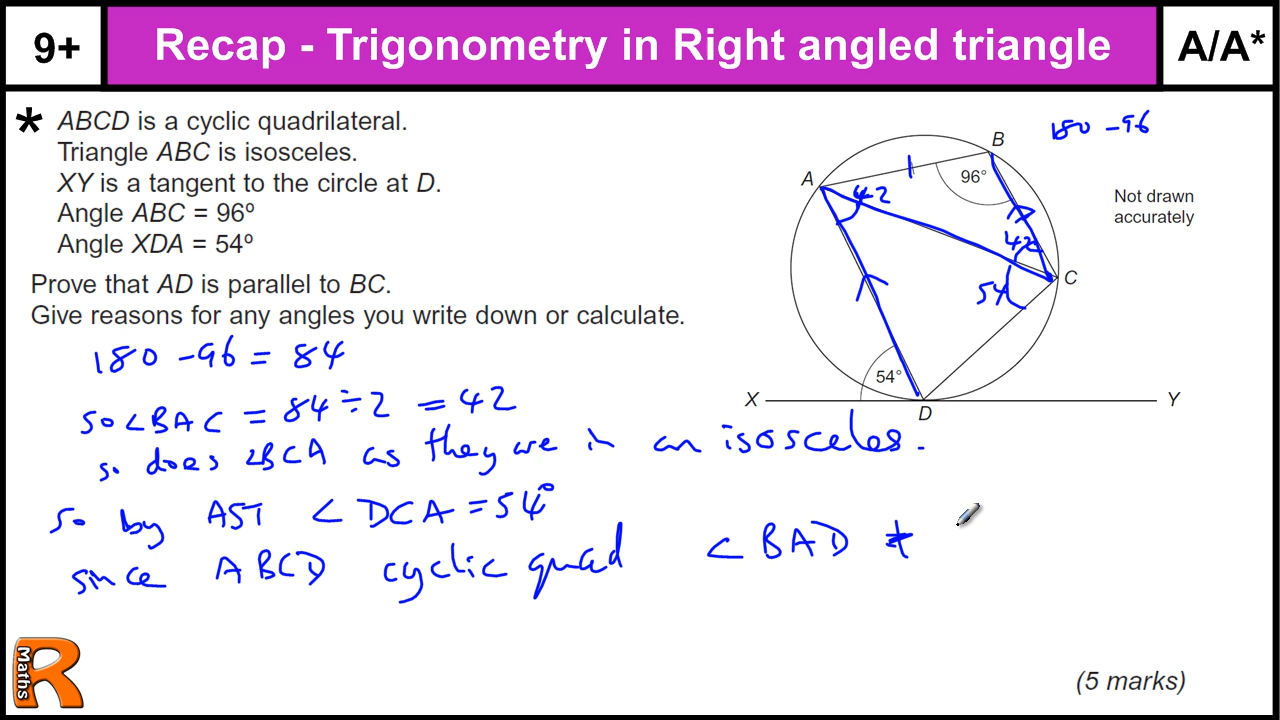 9+
Recap - Trigonometry in Right angled triangle
A/A*
* ABCD is a cyclic quadrilateral.
Triangle ABC is isosceles.
XY is a tangent to the circle at D.
Angle ABC = 96º
Angle XDA = 54º
Prove that AD is parallel to BC.
Give reasons for any angles you write down or calculate.
180 - 96
B
A
96°
1
42
Not drawn
accurately
42
C
54
54°
X
D
Y
180 - 96 = 84
so ∠BAC = 84 ÷ 2 = 42
so does ∠BCA as they are in an isosceles.
so by AST ∠DCA = 54°
since ABCD cyclic quad ∠BAD +
R
Maths
(5 marks)